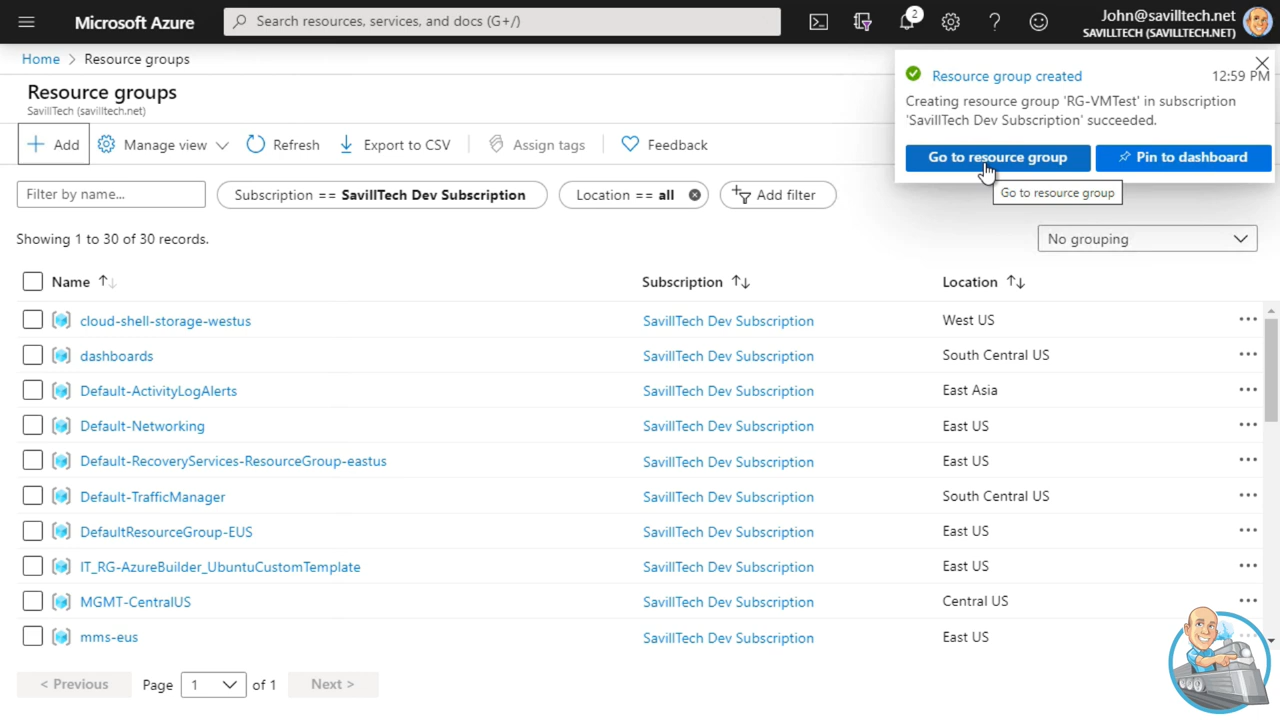 Microsoft Azure
Search resources, services, and docs (G+/)
2
John@savilltech.net
SAVILLTECH (SAVILLTECH.NET)
Home > Resource groups
Resource groups
SavillTech (savilltech.net)
Resource group created
12:59 PM
Creating resource group 'RG-VMTest' in subscription
'SavillTech Dev Subscription' succeeded.
Go to resource group
Pin to dashboard
Go to resource group
+ Add
Manage view
Refresh
Export to CSV
Assign tags
Feedback
Filter by name...
Subscription == SavillTech Dev Subscription
Location == all
Add filter
Showing 1 to 30 of 30 records.
No grouping
Name
Subscription
Location
cloud-shell-storage-westus
SavillTech Dev Subscription
West US
dashboards
SavillTech Dev Subscription
South Central US
Default-ActivityLogAlerts
SavillTech Dev Subscription
East Asia
Default-Networking
SavillTech Dev Subscription
East US
Default-RecoveryServices-ResourceGroup-eastus
SavillTech Dev Subscription
East US
Default-TrafficManager
SavillTech Dev Subscription
South Central US
DefaultResourceGroup-EUS
SavillTech Dev Subscription
East US
IT_RG-AzureBuilder_UbuntuCustomTemplate
SavillTech Dev Subscription
East US
MGMT-CentralUS
SavillTech Dev Subscription
Central US
mms-eus
SavillTech Dev Subscription
East US
< Previous
Page
1
of 1
Next >